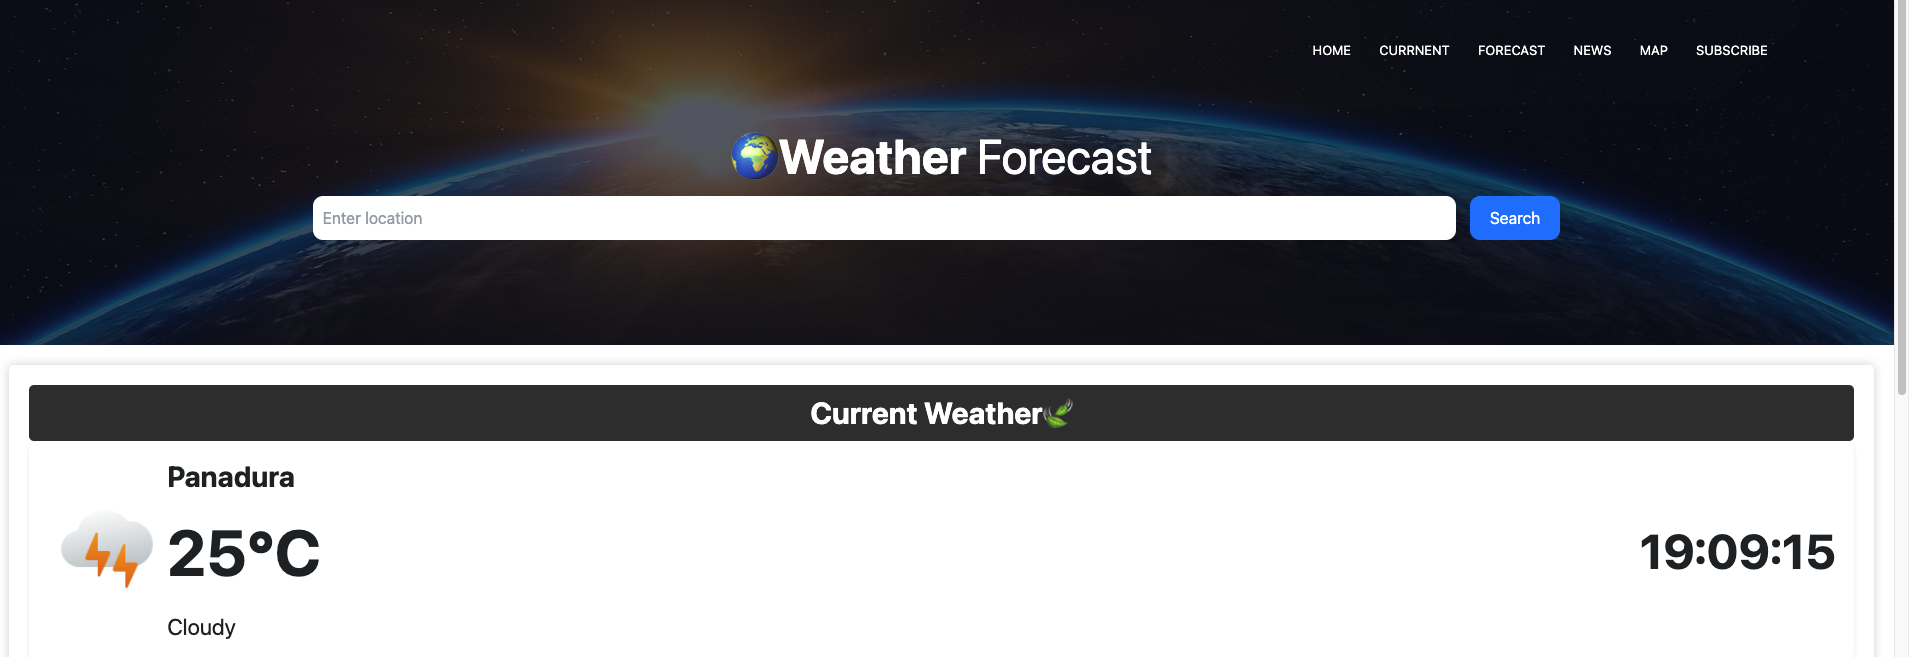 HOME CURRNENT FORECAST NEWS MAP SUBSCRIBE
Weather Forecast
Enter location Search
Current Weather
Panadura
25°C 19:09:15
Cloudy